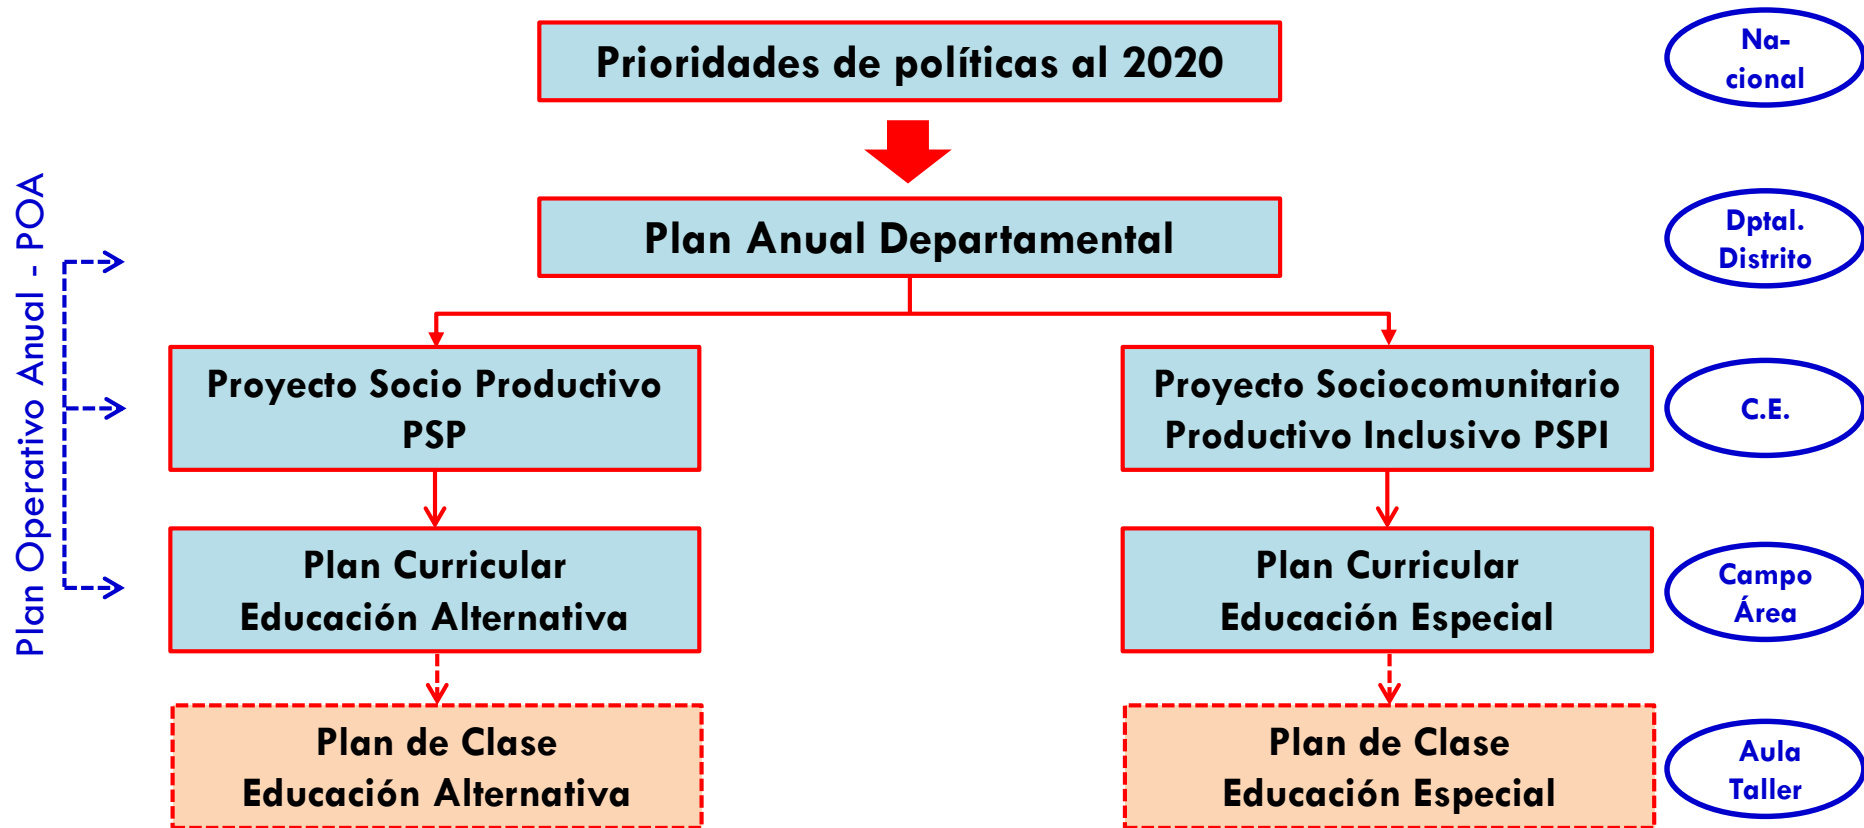 Prioridades de políticas al 2020
Na-
cional
Plan Anual Departamental
Dptal.
Distrito
Plan Operativo Anual - POA
Proyecto Socio Productivo
PSP
Proyecto Sociocomunitario
Productivo Inclusivo PSPI
C.E.
Plan Curricular
Educación Alternativa
Plan Curricular
Educación Especial
Campo
Área
Plan de Clase
Educación Alternativa
Plan de Clase
Educación Especial
Aula
Taller